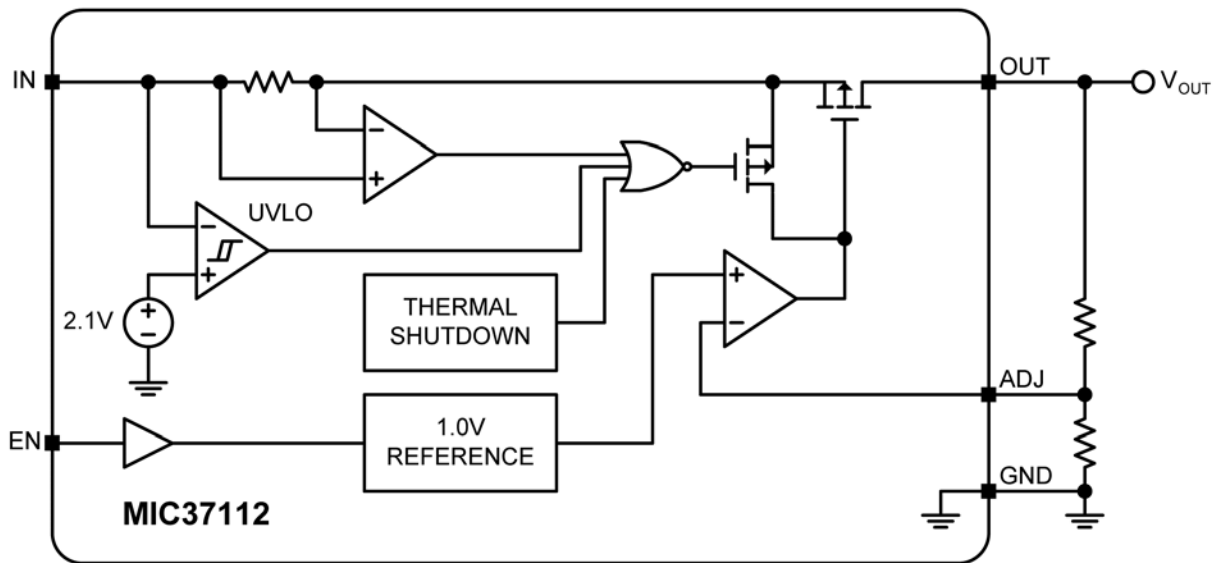 IN
OUT
VOUT
−
+
UVLO
−
+
2.1V
+
−
THERMAL
SHUTDOWN
+
−
ADJ
EN
1.0V
REFERENCE
GND
MIC37112